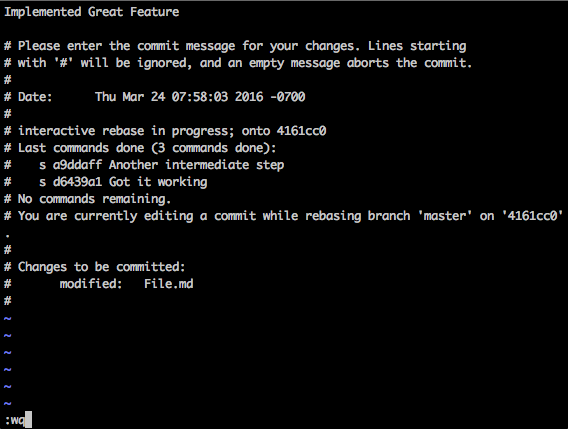 Implemented Great Feature
# Please enter the commit message for your changes. Lines starting
# with '#' will be ignored, and an empty message aborts the commit.
#
# Date:      Thu Mar 24 07:58:03 2016 -0700
#
# interactive rebase in progress; onto 4161cc0
# Last commands done (3 commands done):
#    s a9ddaff Another intermediate step
#    s d6439a1 Got it working
# No commands remaining.
# You are currently editing a commit while rebasing branch 'master' on '4161cc0'
.
#
# Changes to be committed:
#       modified:   File.md
#
~
~
~
~
~
~
:wq